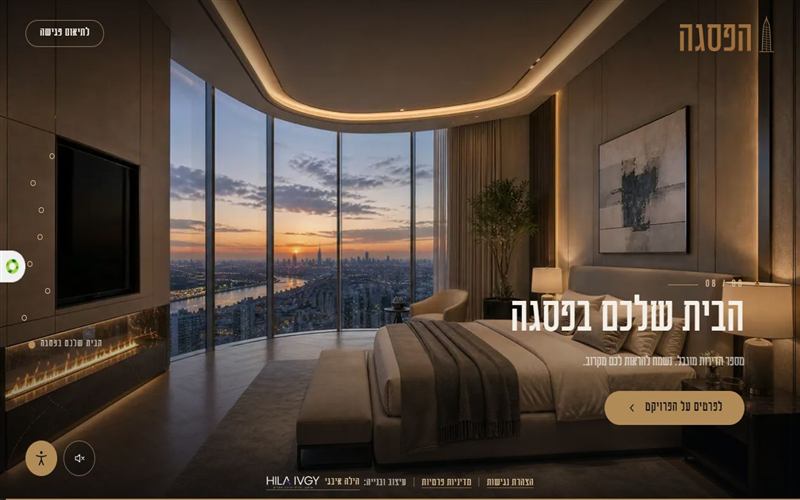 הפסגה
לתיאום פגישה
08 / 08
הבית שלכם בפסגה
מספר הדירות מוגבל. נשמח להראות לכם מקרוב.
לפרטים על הפרויקט
הבית שלכם בפסגה
הצהרת נגישות | מדיניות פרטיות | עיצוב ובנייה: הילה איבגי HILA IVGY